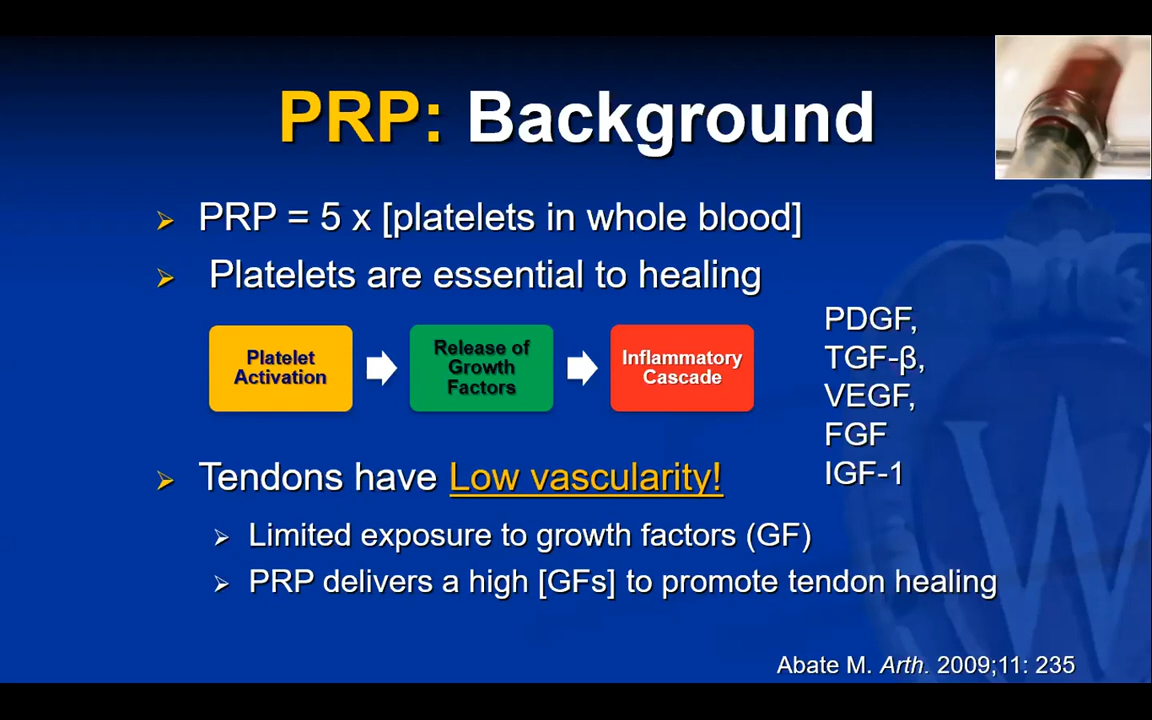 PRP: Background
PRP = 5 x [platelets in whole blood]
Platelets are essential to healing
Platelet
Activation
Release of
Growth
Factors
Inflammatory
Cascade
PDGF,
TGF-β,
VEGF,
FGF
IGF-1
Tendons have Low vascularity!
Limited exposure to growth factors (GF)
PRP delivers a high [GFs] to promote tendon healing
W
Abate M. Arth. 2009;11: 235